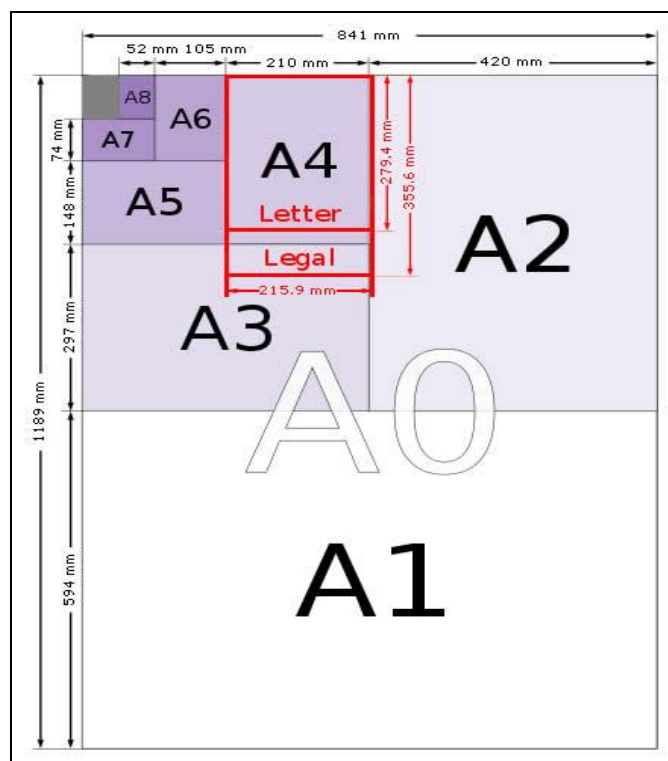 841 mm
52 mm 105 mm
210 mm
420 mm
A8
A7
A6
A5
A4
Letter
Legal
215.9 mm
279.4 mm
355.6 mm
A2
A3
A0
A1
74 mm
148 mm
297 mm
594 mm
1189 mm